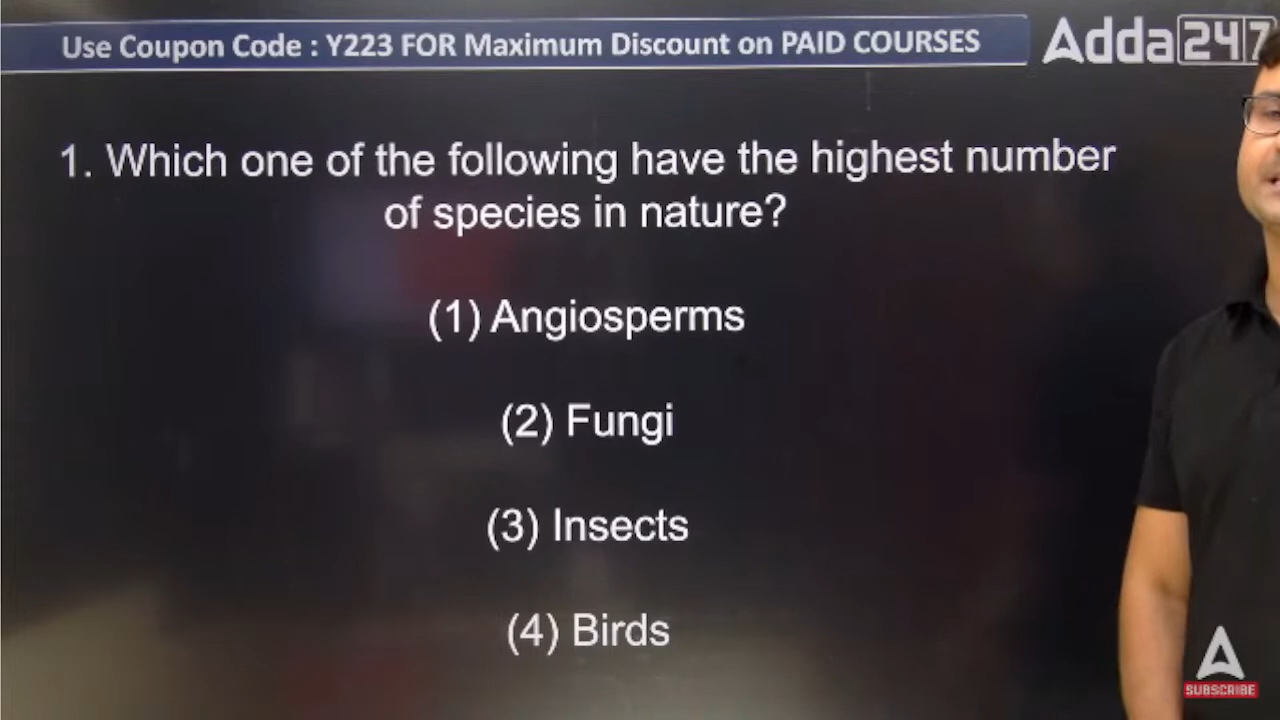 Use Coupon Code : Y223 FOR Maximum Discount on PAID COURSES
Adda247
1. Which one of the following have the highest number
of species in nature?
(1) Angiosperms
(2) Fungi
(3) Insects
(4) Birds
SUBSCRIBE